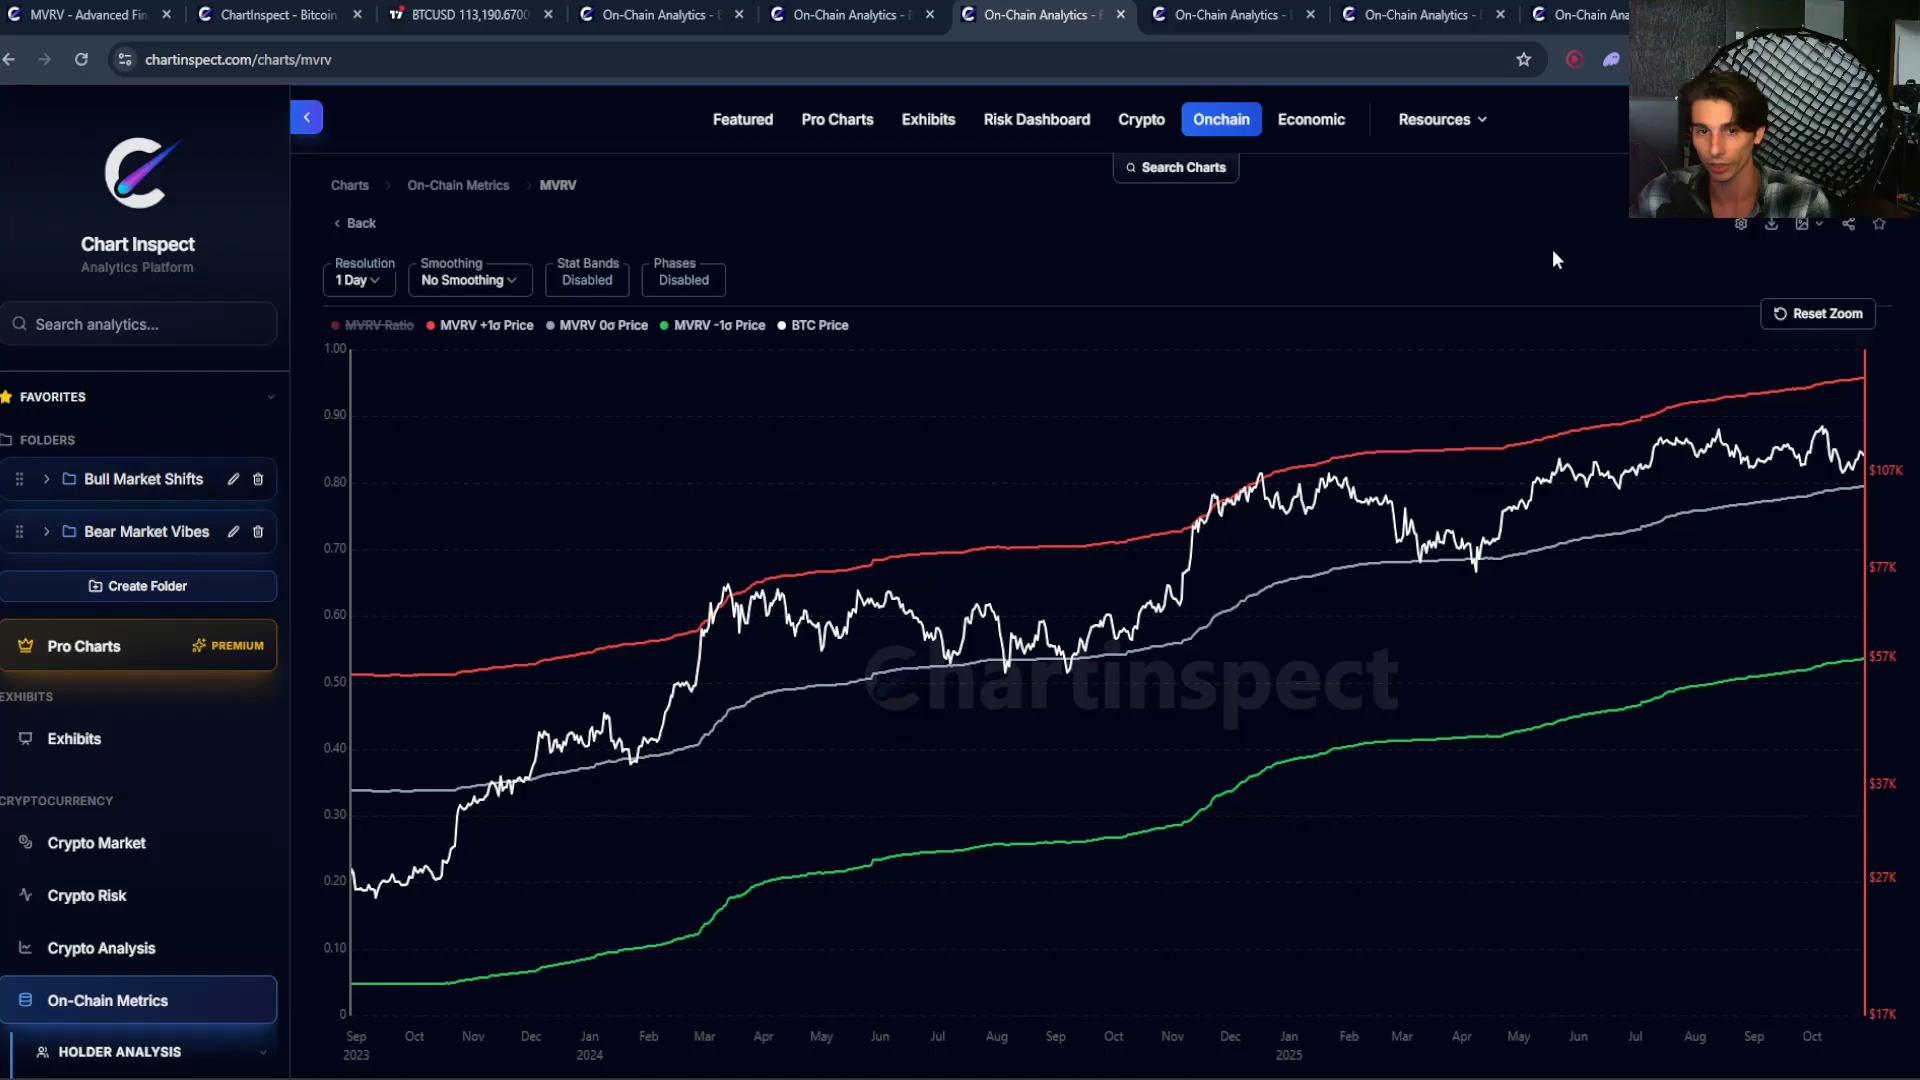 MVRV - Advanced Fin
ChartInspect - Bitcoin
BTCUSD 113,190.6700
On-Chain Analytics -
On-Chain Analytics -
On-Chain Analytics -
On-Chain Analytics -
On-Chain Analytics -
On-Chain Ana
chartinspect.com/charts/mvrv
Chart Inspect
Analytics Platform
Search analytics...
FAVORITES
FOLDERS
Bull Market Shifts
Bear Market Vibes
Create Folder
Pro Charts
PREMIUM
EXHIBITS
Exhibits
CRYPTOCURRENCY
Crypto Market
Crypto Risk
Crypto Analysis
On-Chain Metrics
HOLDER ANALYSIS
Featured
Pro Charts
Exhibits
Risk Dashboard
Crypto
Onchain
Economic
Resources
Search Charts
Charts > On-Chain Metrics > MVRV
Back
Resolution
1 Day
Smoothing
No Smoothing
Stat Bands
Disabled
Phases
Disabled
MVRV Ratio
MVRV +1σ Price
MVRV 0σ Price
MVRV -1σ Price
BTC Price
Reset Zoom
1.00
0.90
0.80
0.70
0.60
0.50
0.40
0.30
0.20
0.10
0
$107K
$77K
$57K
$37K
$27K
$17K
Chartinspect
Sep Oct Nov Dec Jan Feb Mar Apr May Jun Jul Aug Sep Oct Nov Dec Jan Feb Mar Apr May Jun Jul Aug Sep Oct
2023 2024 2025